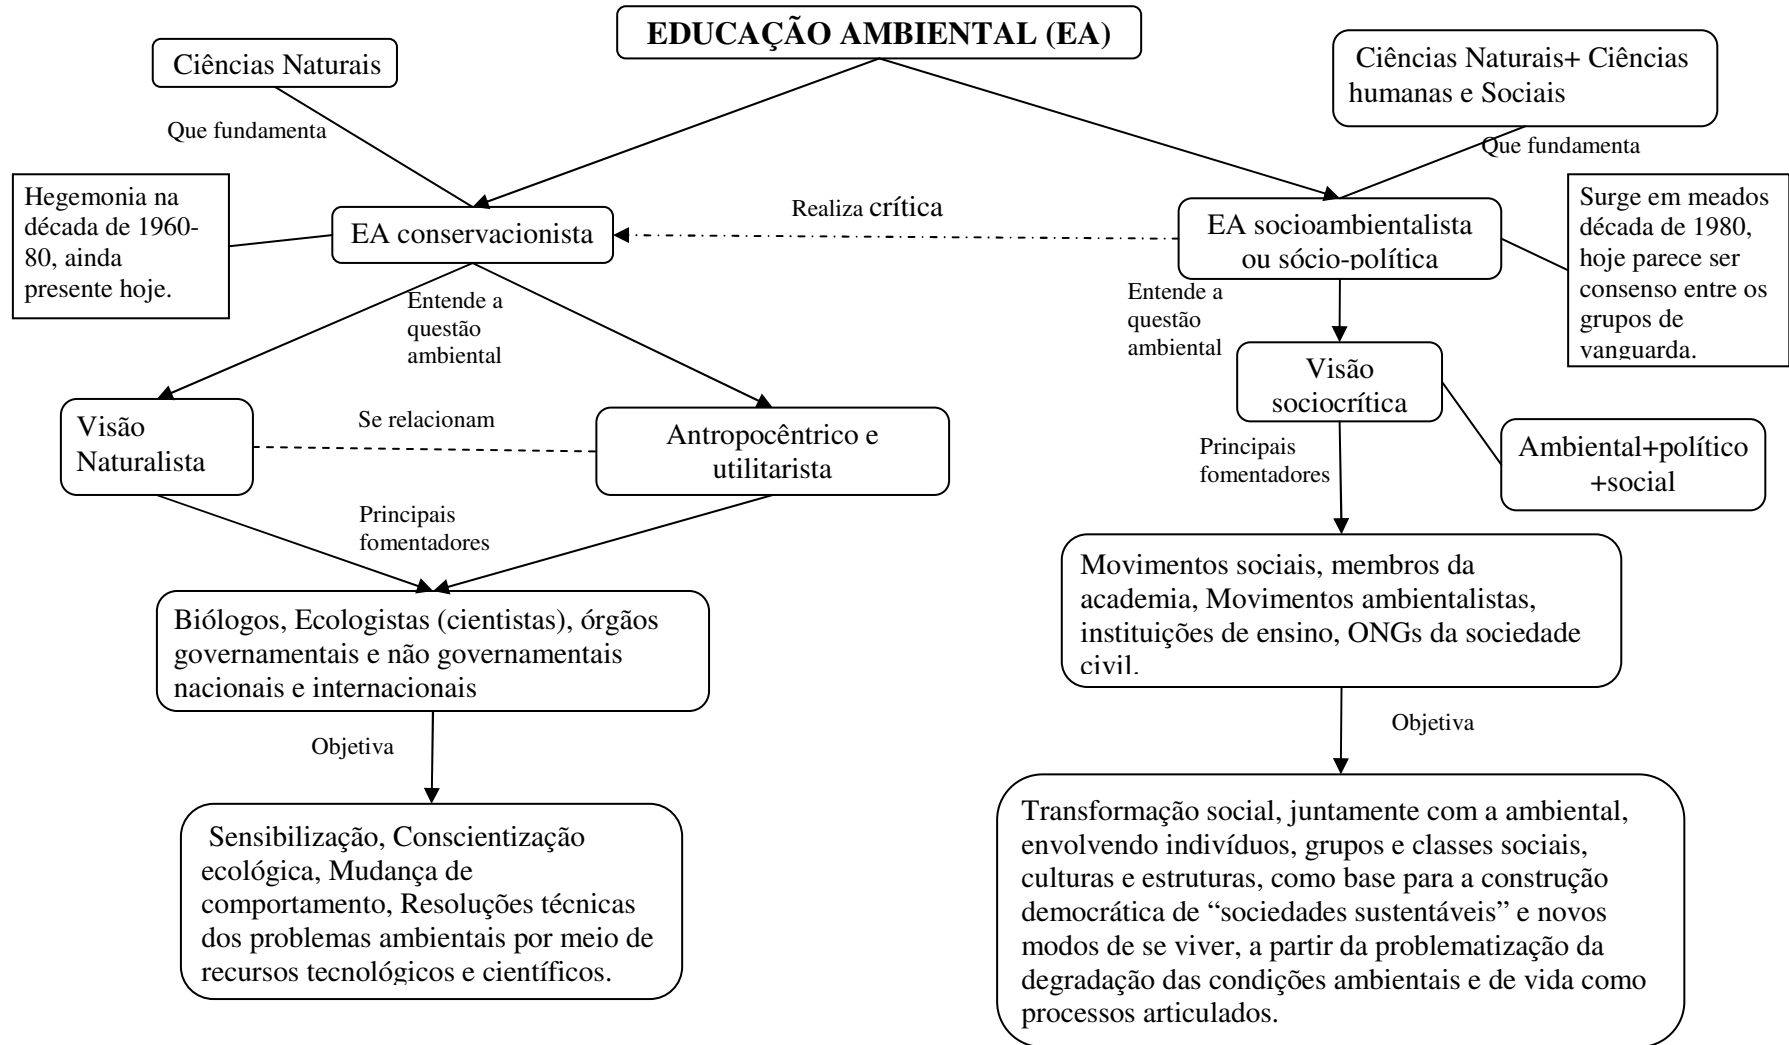 EDUCAÇÃO AMBIENTAL (EA)
Ciências Naturais
Ciências Naturais+ Ciências
humanas e Sociais
Que fundamenta
Que fundamenta
Hegemonia na
década de 1960-
80, ainda
presente hoje.
EA conservacionista
Realiza crítica
EA socioambientalista
ou sócio-política
Surge em meados
década de 1980,
hoje parece ser
consenso entre os
grupos de
vanguarda.
Entende a
questão
ambiental
Entende a
questão
ambiental
Visão
Naturalista
Se relacionam
Antropocêntrico e
utilitarista
Visão
sociocrítica
Ambiental+político
+social
Principais
fomentadores
Principais
fomentadores
Biólogos, Ecologistas (cientistas), órgãos
governamentais e não governamentais
nacionais e internacionais
Movimentos sociais, membros da
academia, Movimentos ambientalistas,
instituições de ensino, ONGs da sociedade
civil.
Objetiva
Objetiva
Sensibilização, Conscientização
ecológica, Mudança de
comportamento, Resoluções técnicas
dos problemas ambientais por meio de
recursos tecnológicos e científicos.
Transformação social, juntamente com a ambiental,
envolvendo indivíduos, grupos e classes sociais,
culturas e estruturas, como base para a construção
democrática de “sociedades sustentáveis” e novos
modos de se viver, a partir da problematização da
degradação das condições ambientais e de vida como
processos articulados.